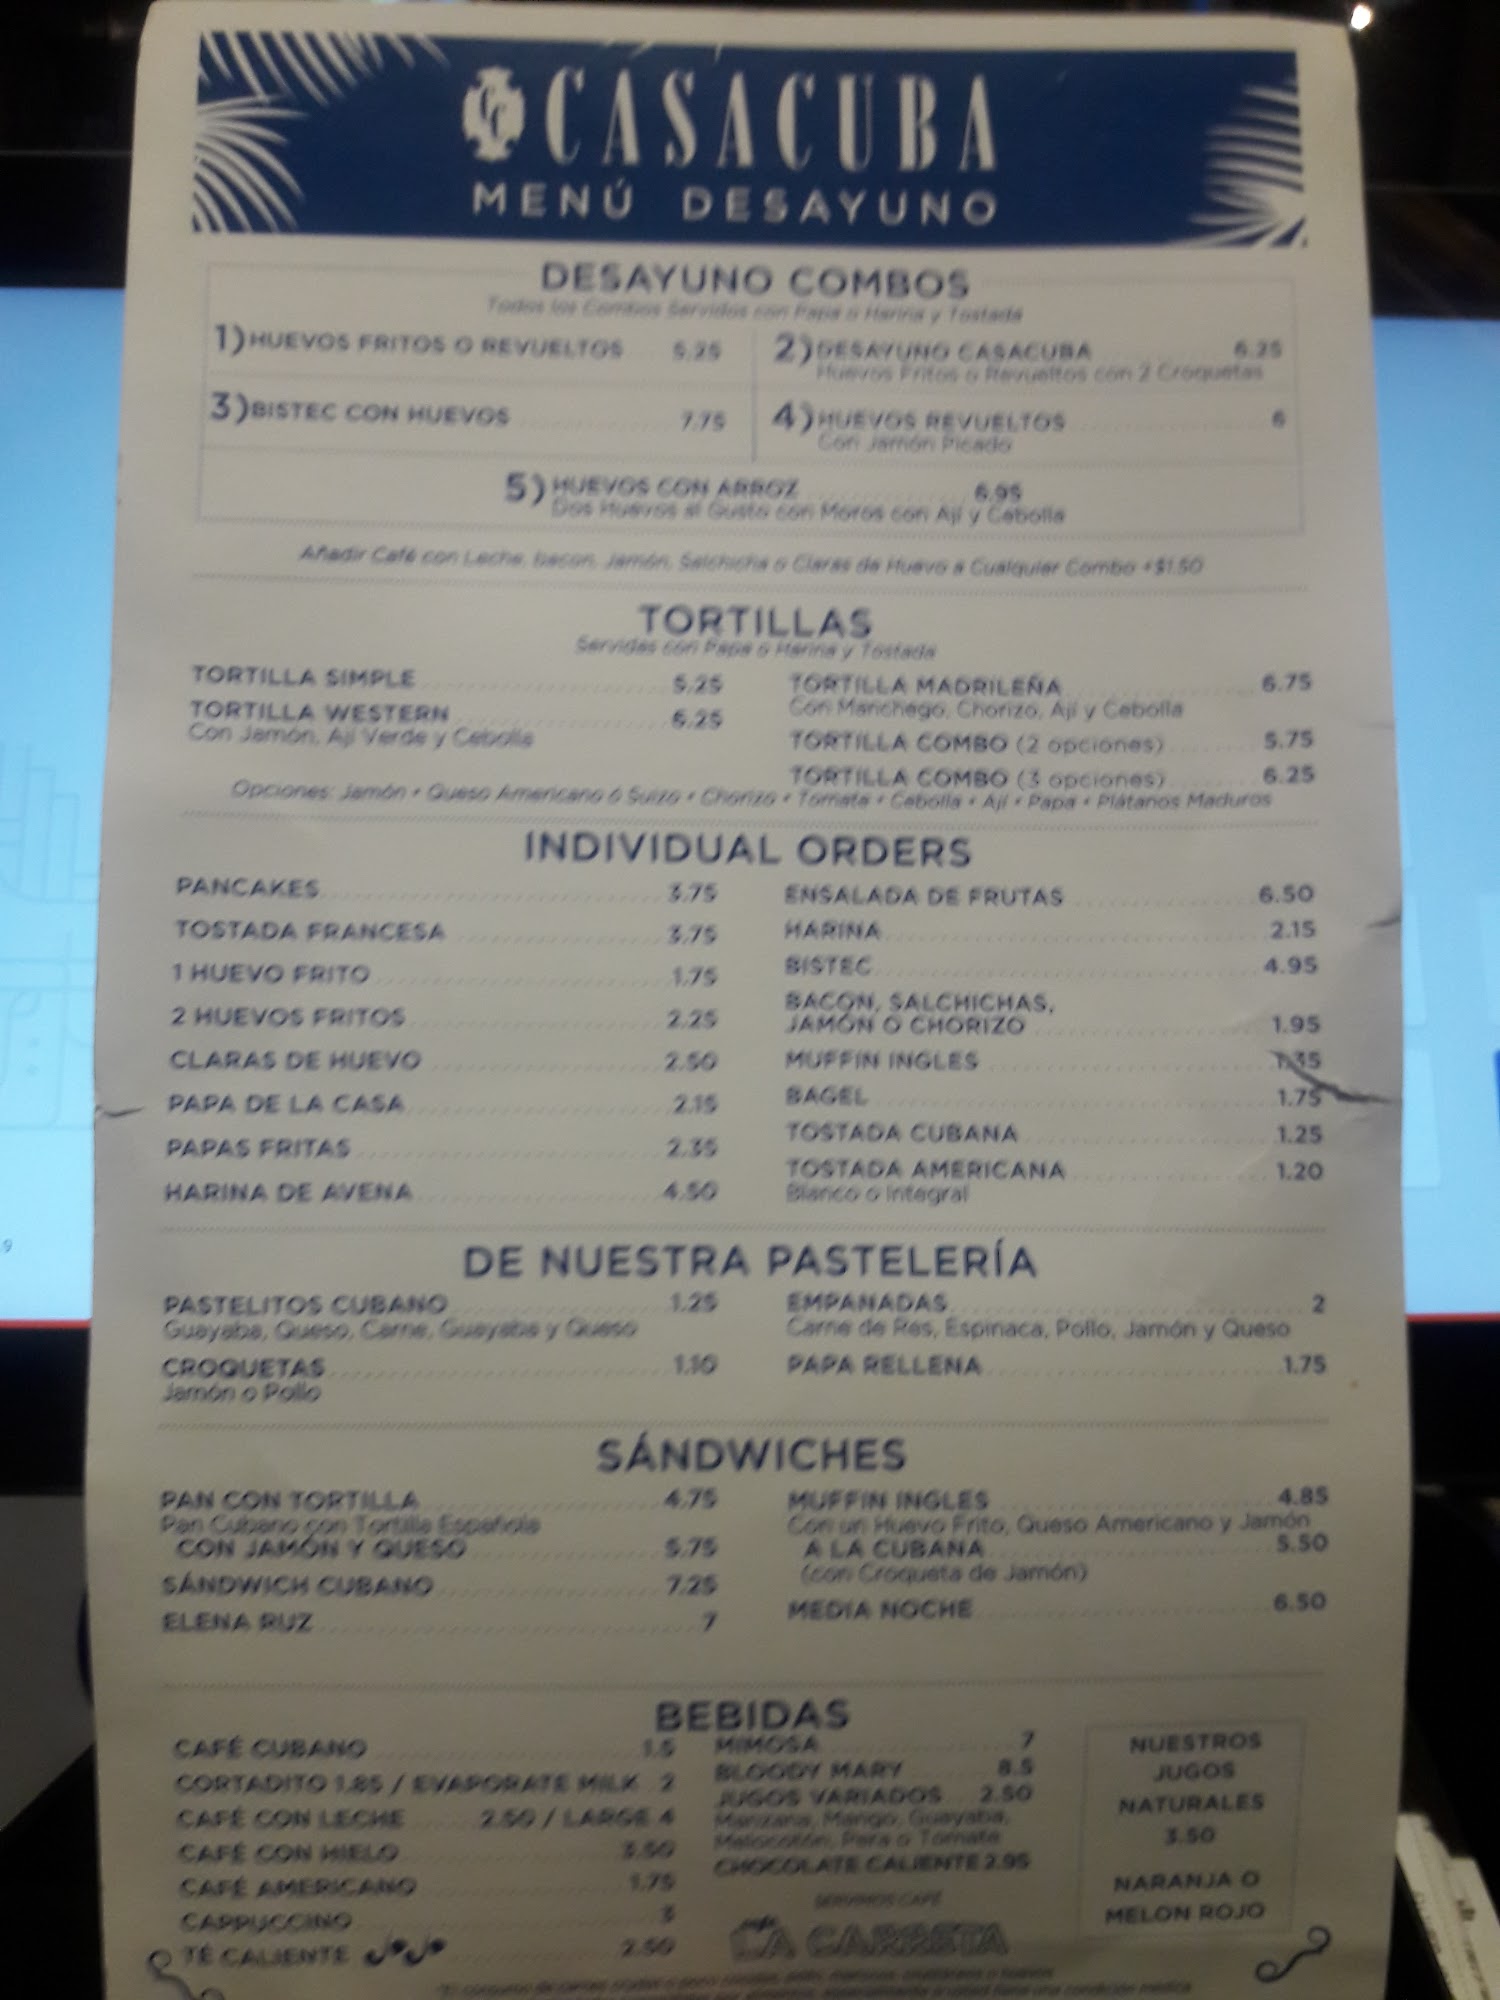 CASACUBA
MENÚ DESAYUNO
DESAYUNO COMBOS
Todos los Combos Servidos con Papa o Harina y Tostada
1) HUEVOS FRITOS O REVUELTOS 5.25
2) DESAYUNO CASACUBA 6.25
Huevos Fritos o Revueltos con 2 Croquetas
3) BISTEC CON HUEVOS 7.75
4) HUEVOS REVUELTOS 6
Con Jamón Picado
5) HUEVOS CON ARROZ 6.95
Dos Huevos al Gusto con Moros con Ají y Cebolla
Añadir Café con Leche, bacon, Jamón, Salchicha o Claras de Huevo a Cualquier Combo +$1.50
TORTILLAS
Servidas con Papa o Harina y Tostada
TORTILLA SIMPLE 5.25
TORTILLA WESTERN 6.25
Con Jamón, Ají Verde y Cebolla
TORTILLA MADRILEÑA 6.75
Con Manchego, Chorizo, Ají y Cebolla
TORTILLA COMBO (2 opciones) 5.75
TORTILLA COMBO (3 opciones) 6.25
Opciones: Jamón • Queso Americano ó Suizo • Chorizo • Tomate • Cebolla • Ají • Papa • Plátanos Maduros
INDIVIDUAL ORDERS
PANCAKES 3.75
TOSTADA FRANCESA 3.75
1 HUEVO FRITO 1.75
2 HUEVOS FRITOS 2.25
CLARAS DE HUEVO 2.50
PAPA DE LA CASA 2.15
PAPAS FRITAS 2.35
HARINA DE AVENA 4.50
ENSALADA DE FRUTAS 6.50
HARINA 2.15
BISTEC 4.95
BACON, SALCHICHAS,
JAMÓN O CHORIZO 1.95
MUFFIN INGLES 1.35
BAGEL 1.75
TOSTADA CUBANA 1.25
TOSTADA AMERICANA 1.20
Blanco o Integral
DE NUESTRA PASTELERÍA
PASTELITOS CUBANO 1.25
Guayaba, Queso, Carne, Guayaba y Queso
CROQUETAS 1.10
Jamón o Pollo
EMPANADAS 2
Carne de Res, Espinaca, Pollo, Jamón y Queso
PAPA RELLENA 1.75
SÁNDWICHES
PAN CON TORTILLA 4.75
Pan Cubano con Tortilla Española
CON JAMÓN Y QUESO 5.75
SÁNDWICH CUBANO 7.25
ELENA RUZ 7
MUFFIN INGLES 4.85
Con un Huevo Frito, Queso Americano y Jamón
A LA CUBANA 5.50
(con Croqueta de Jamón)
MEDIA NOCHE 6.50
BEBIDAS
CAFÉ CUBANO 1.5
CORTADITO 1.85 / EVAPORATE MILK 2
CAFÉ CON LECHE 2.50 / LARGE 4
CAFÉ CON HIELO 3.50
CAFÉ AMERICANO 1.75
CAPPUCCINO 3
TÉ CALIENTE 2.50
MIMOSA 7
BLOODY MARY 8.5
JUGOS VARIADOS 2.50
Manzana, Mango, Guayaba,
Melocotón, Pera o Tomate
CHOCOLATE CALIENTE 2.95
SERVIMOS CAFÉ
café
LA CARRETA
NUESTROS
JUGOS
NATURALES
3.50
NARANJA O
MELON ROJO